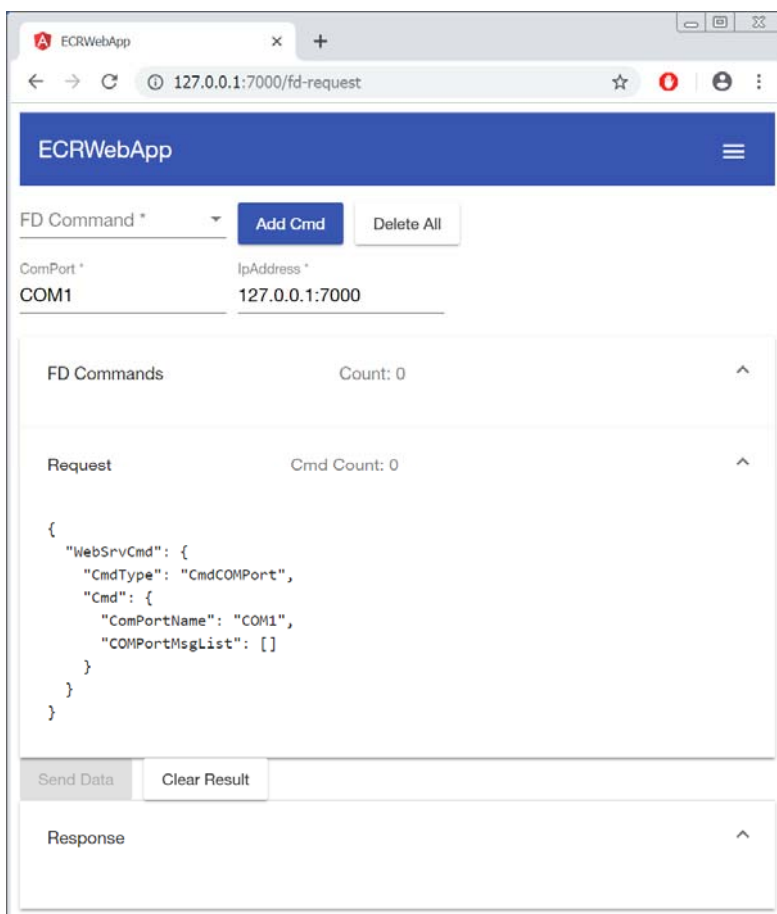 ECRWebApp
127.0.0.1:7000/fd-request
ECRWebApp
FD Command * Add Cmd Delete All
ComPort * IpAddress *
COM1 127.0.0.1:7000
FD Commands Count: 0
Request Cmd Count: 0
{
"WebSrvCmd": {
"CmdType": "CmdCOMPort",
"Cmd": {
"ComPortName": "COM1",
"COMPortMsgList": []
}
}
}
Send Data Clear Result
Response